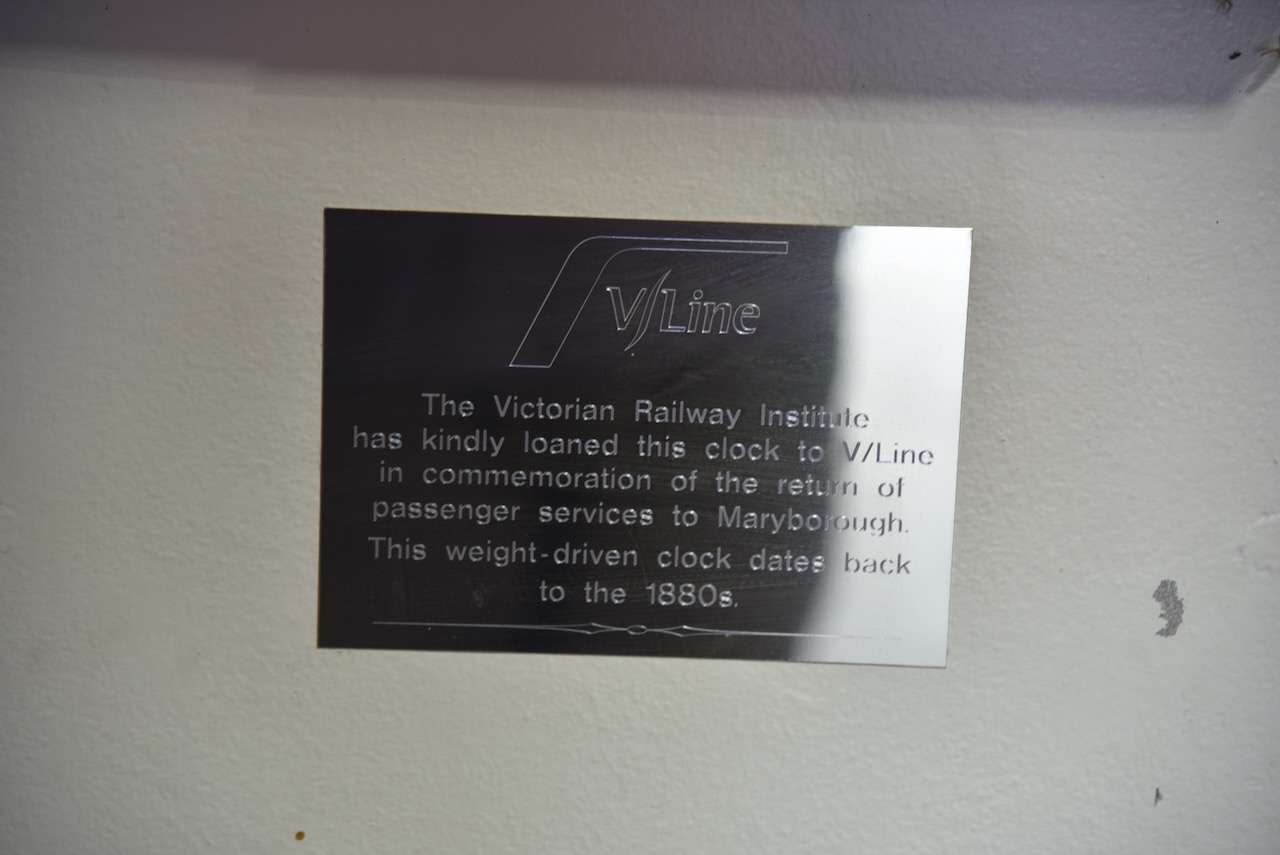 V/Line
The Victorian Railway Institute
has kindly loaned this clock to V/Line
in commemoration of the return of
passenger services to Maryborough.
This weight-driven clock dates back
to the 1880s.